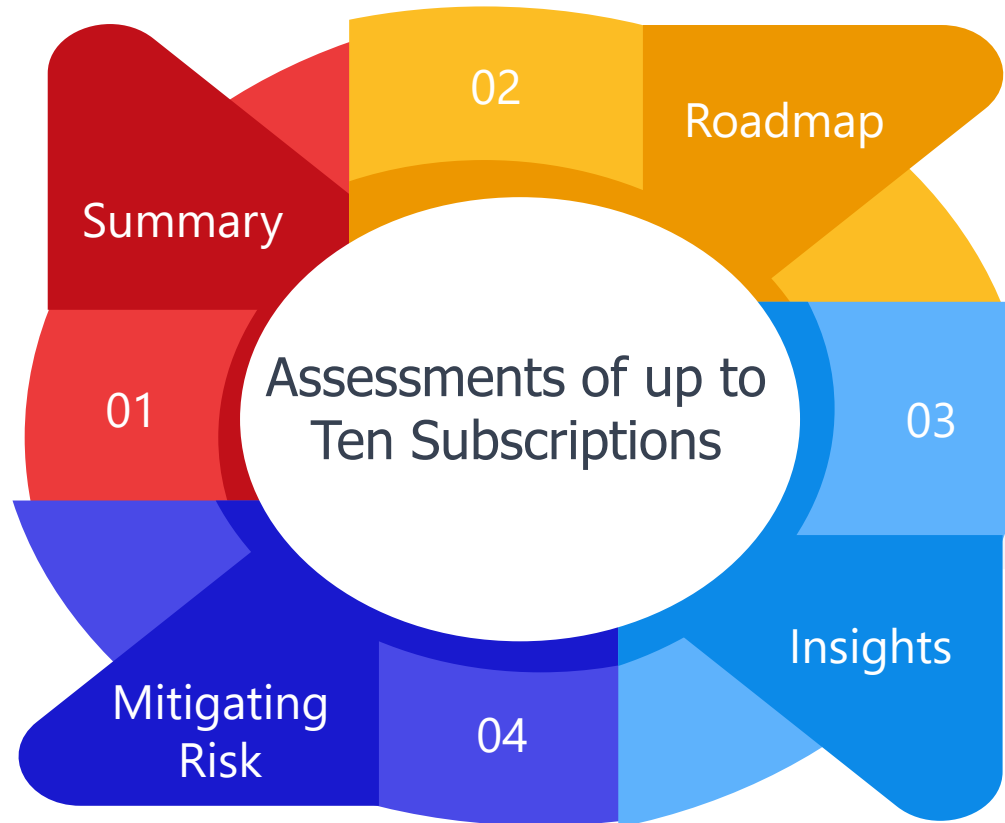 01
Summary
02
Roadmap
03
Insights
04
Mitigating
Risk
Assessments of up to
Ten Subscriptions